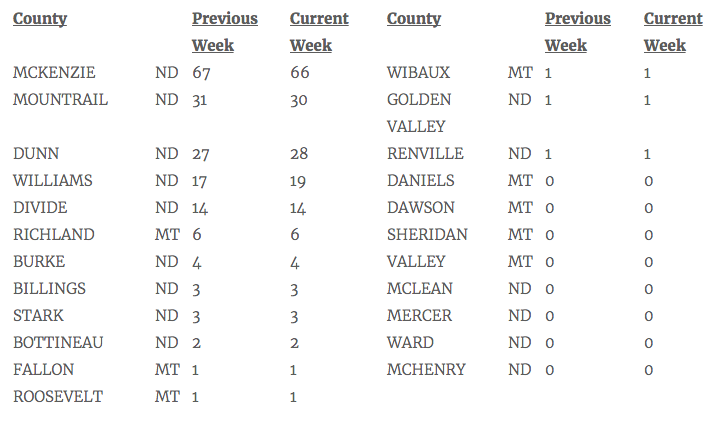 County Previous Current County Previous Current
Week Week Week Week
MCKENZIE ND 67 66 WIBAUX MT 1 1
MOUNTRAIL ND 31 30 GOLDEN ND 1 1
VALLEY
DUNN ND 27 28 RENVILLE ND 1 1
WILLIAMS ND 17 19 DANIELS MT 0 0
DIVIDE ND 14 14 DAWSON MT 0 0
RICHLAND MT 6 6 SHERIDAN MT 0 0
BURKE ND 4 4 VALLEY MT 0 0
BILLINGS ND 3 3 MCLEAN ND 0 0
STARK ND 3 3 MERCER ND 0 0
BOTTINEAU ND 2 2 WARD ND 0 0
FALLON MT 1 1 MCHENRY ND 0 0
ROOSEVELT MT 1 1